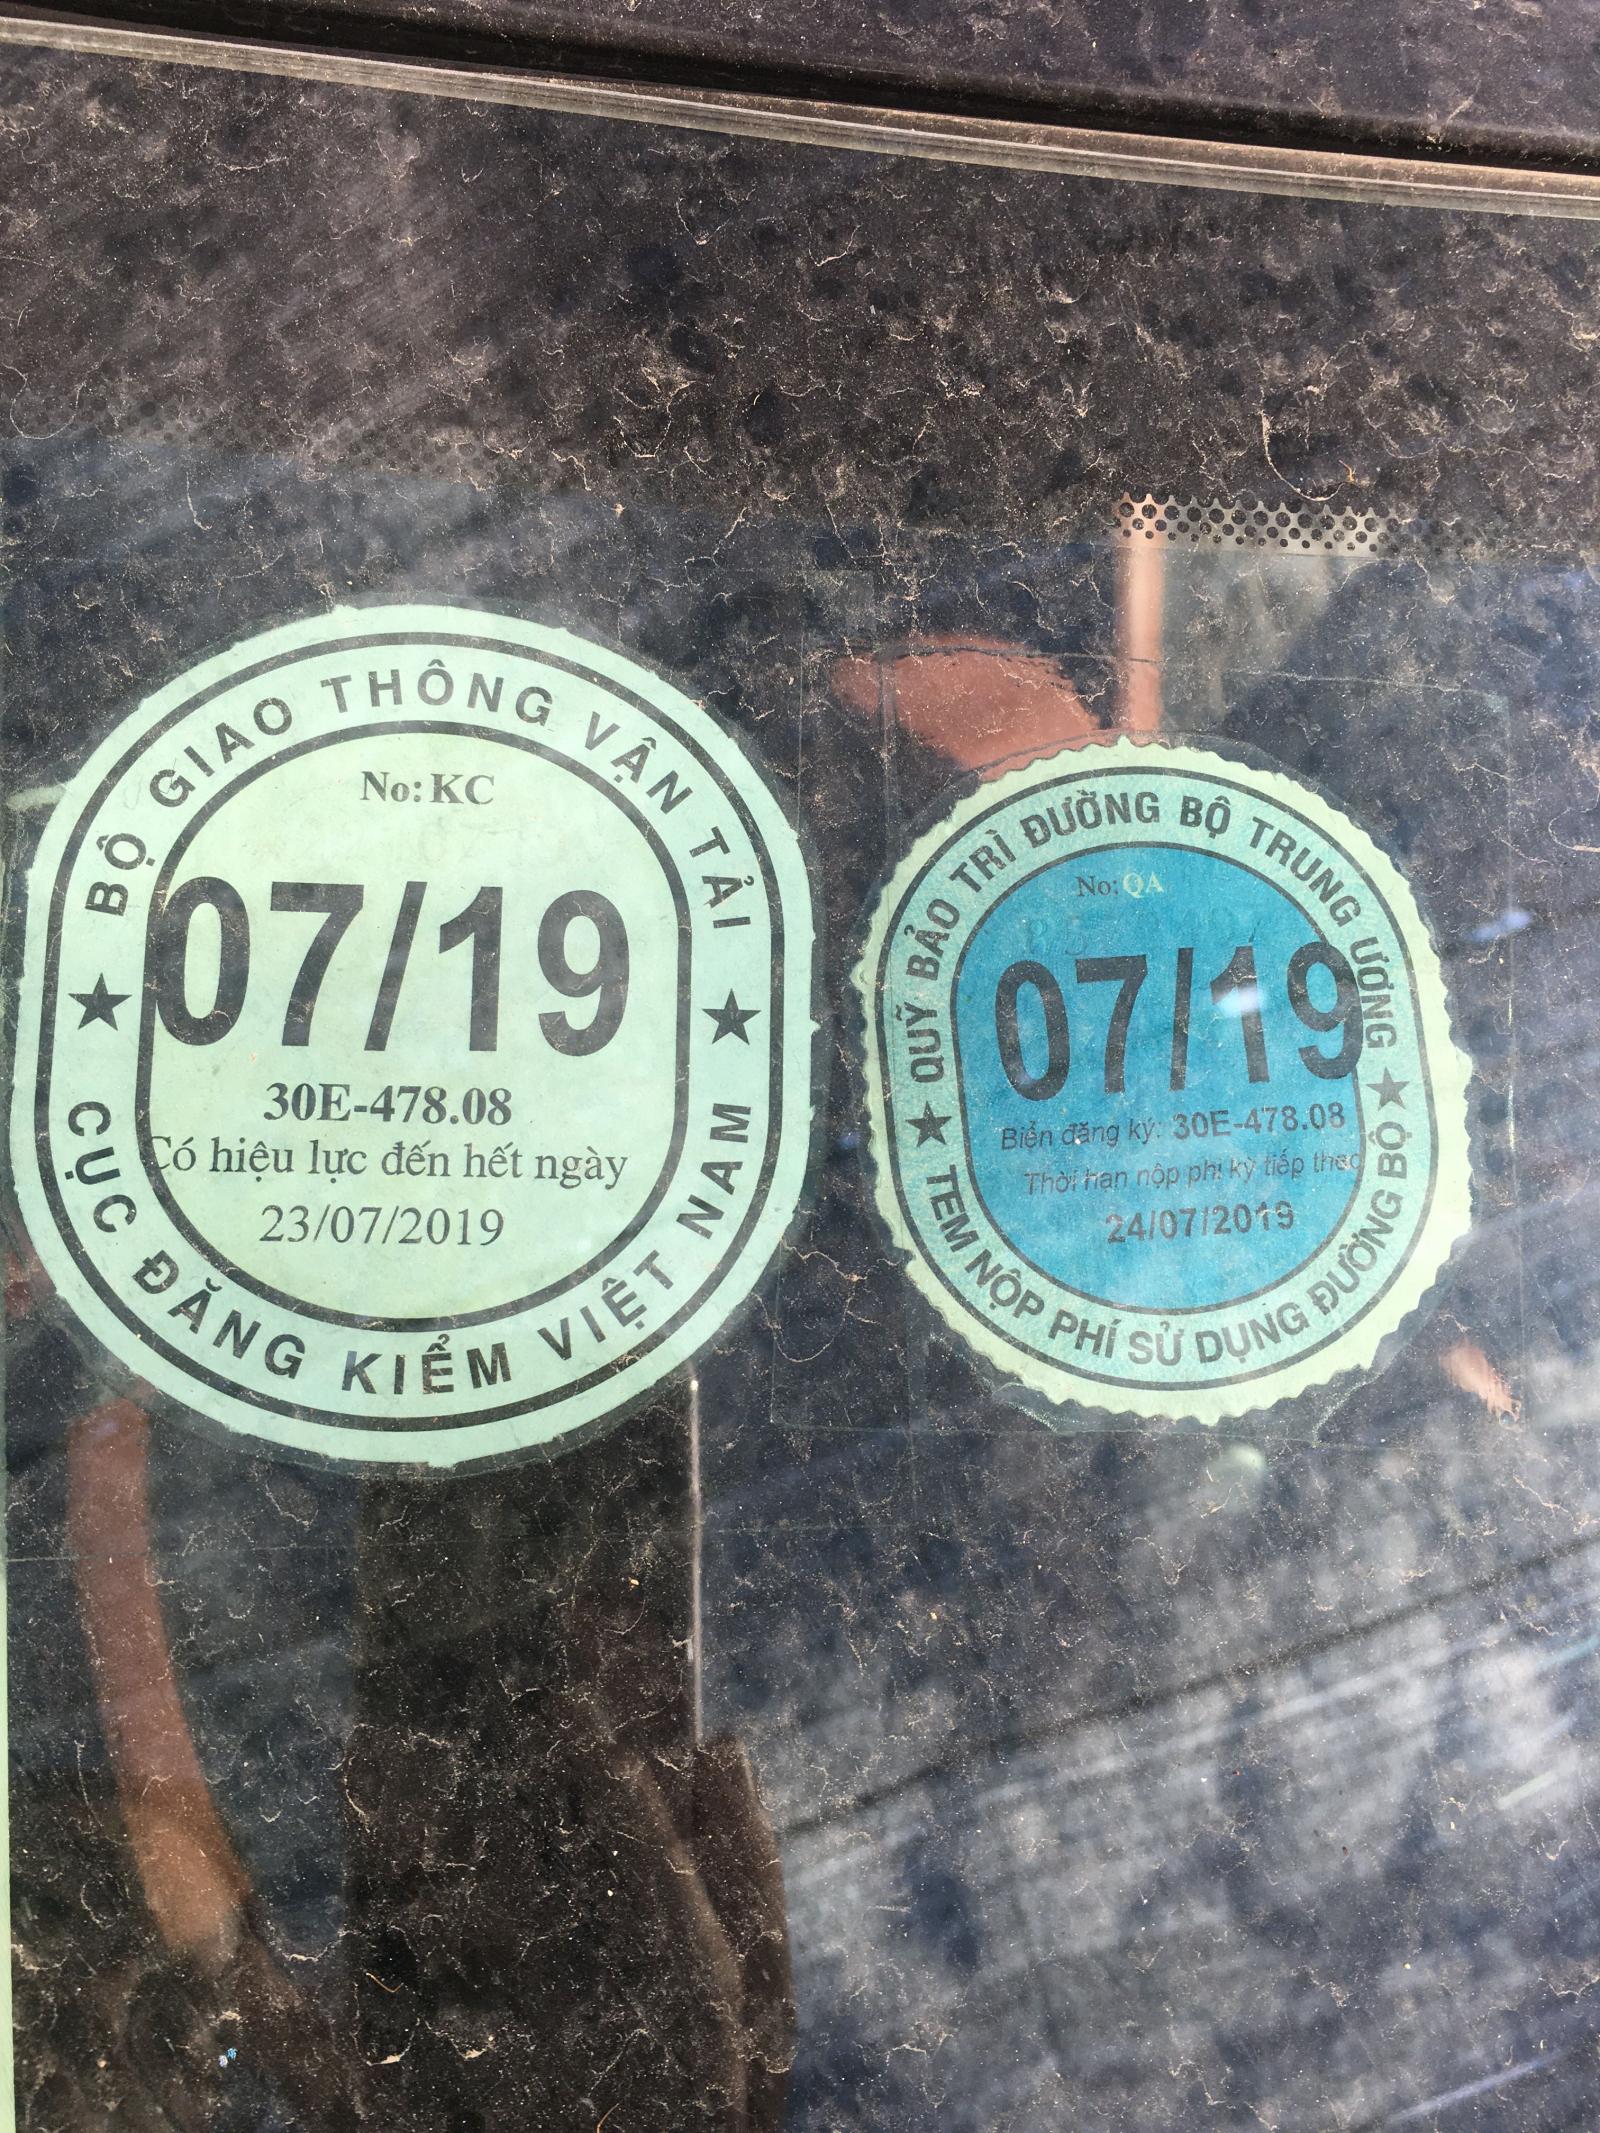 BỘ GIAO THÔNG VẬN TẢI
No: KC
07/19
30E-478.08
Có hiệu lực đến hết ngày
23/07/2019
CỤC ĐĂNG KIỂM VIỆT NAM
QUỸ BẢO TRÌ ĐƯỜNG BỘ TRUNG ƯƠNG
No: QA
07/19
Biển đăng ký: 30E-478.08
Thời hạn nộp phí kỳ tiếp theo
24/07/2019
TEM NỘP PHÍ SỬ DỤNG ĐƯỜNG BỘ